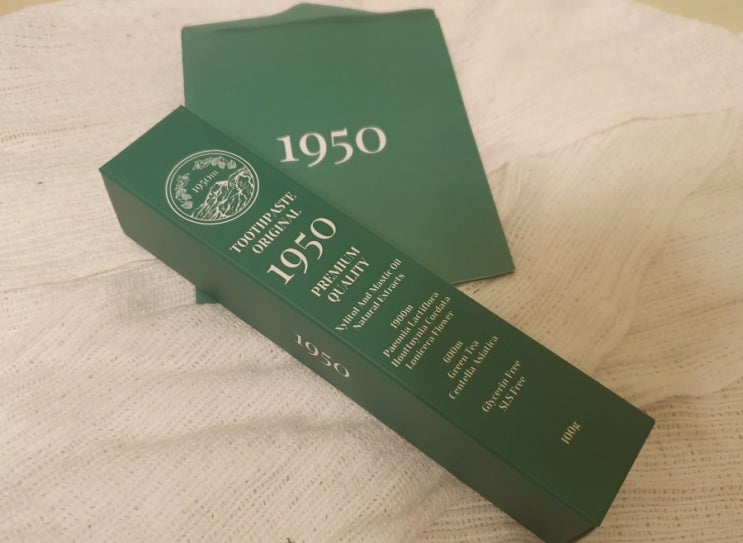 1950
1950m
TOOTHPASTE
ORIGINAL
1950
PREMIUM
QUALITY
Xylitol And Mastic Oil
Natural Extracts
1900m
Paeonia Lactiflora
Houttuynia Cordata
Lonicera Flower
600m
Green Tea
Centella Asiatica
Glycerin Free
SLS Free
100g
1950